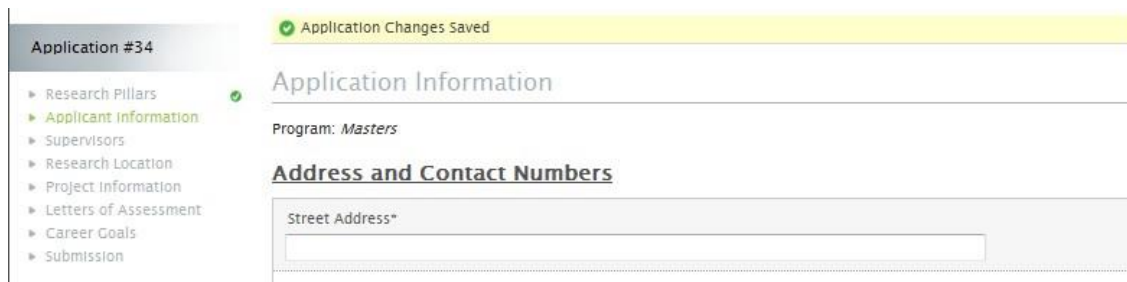 Application #34
Research Pillars
Applicant Information
Supervisors
Research Location
Project Information
Letters of Assessment
Career Goals
Submission
Application Changes Saved
Application Information
Program: Masters
Address and Contact Numbers
Street Address*